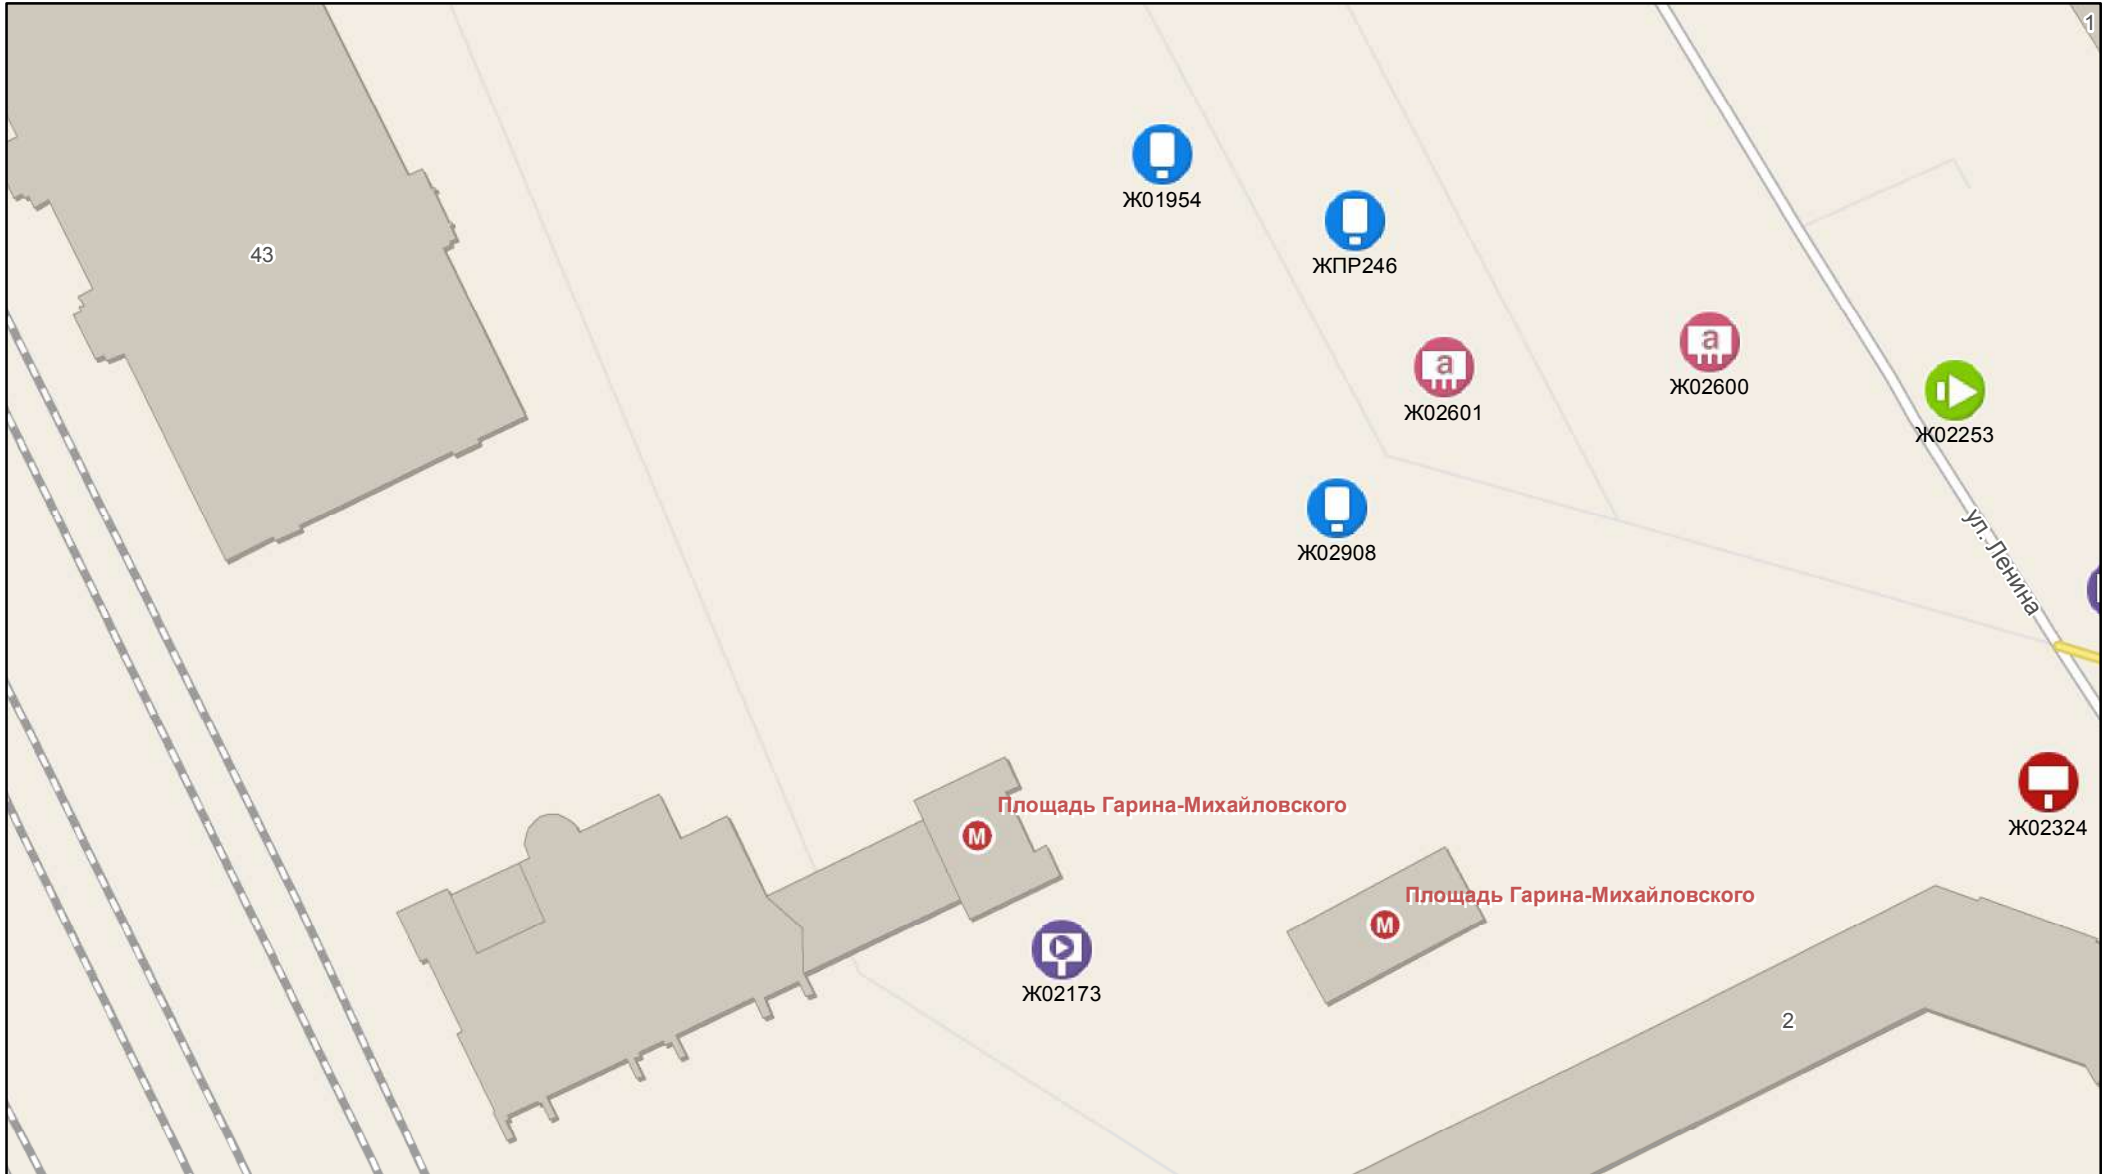 1
Ж01954
43
ЖПР246
a
Ж02600
a
Ж02601
Ж02253
Ж02908
ул. Ленина
Площадь Гарина-Михайловского
М
Ж02324
Площадь Гарина-Михайловского
М
Ж02173
2